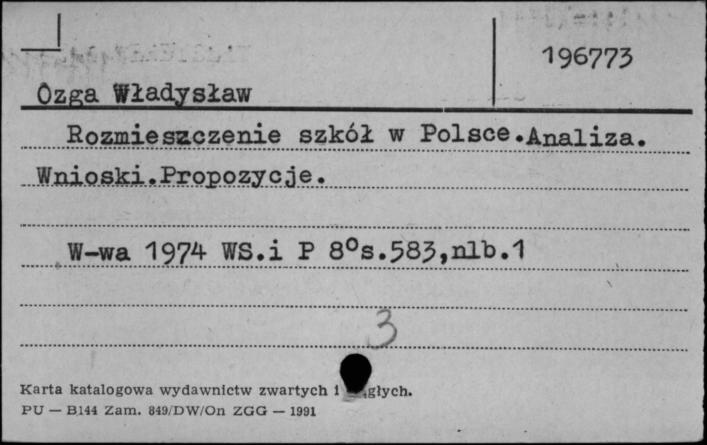 196773
Ozga Władysław
Rozmieszczenie szkół w Polsce.Analiza.
Wnioski.Propozycje.
W-wa 1974 WS.i P 8°s.583,nlb.1
3
Karta katalogowa wydawnictw zwartych i
PU — B144 Zam. 849/DW/On ZGG — 1991